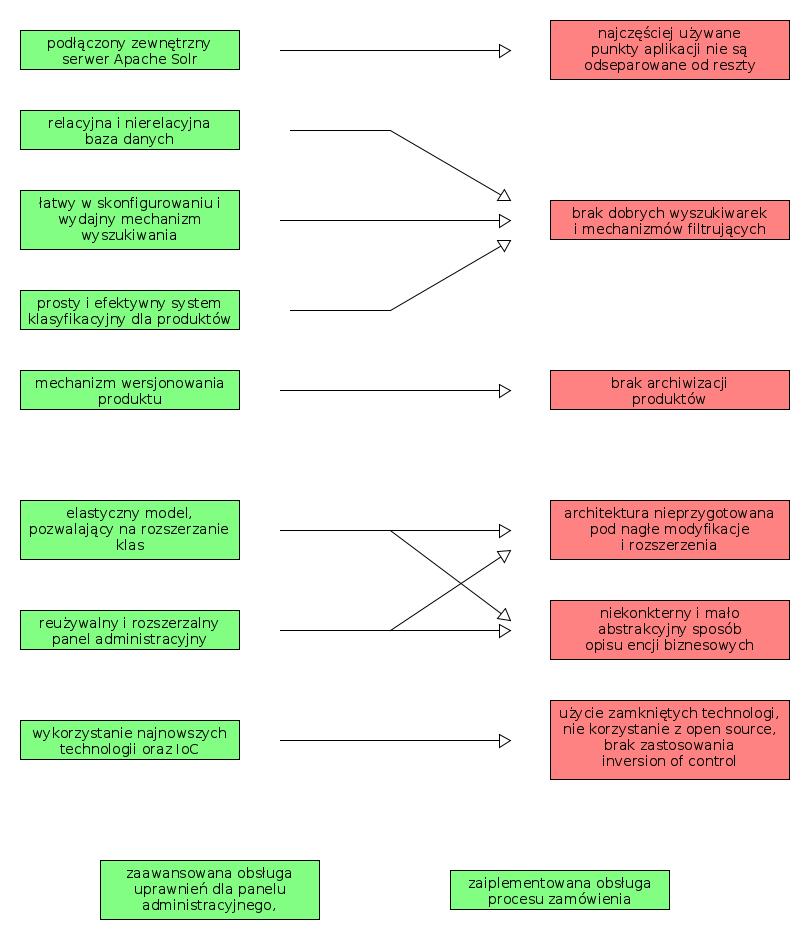 podłączony zewnętrzny
serwer Apache Solr
najczęściej używane
punkty aplikacji nie są
odseparowane od reszty
relacyjna i nierelacyjna
baza danych
łatwy w skonfigurowaniu i
wydajny mechanizm
wyszukiwania
brak dobrych wyszukiwarek
i mechanizmów filtrujących
prosty i efektywny system
klasyfikacyjny dla produktów
mechanizm wersjonowania
produktu
brak archiwizacji
produktów
elastyczny model,
pozwalający na rozszerzanie
klas
architektura nieprzygotowana
pod nagłe modyfikacje
i rozszerzenia
reużywalny i rozszerzalny
panel administracyjny
niekonkterny i mało
abstrakcyjny sposób
opisu encji biznesowych
wykorzystanie najnowszych
technologii oraz IoC
użycie zamkniętych technologi,
nie korzystanie z open source,
brak zastosowania
inversion of control
zaawansowana obsługa
uprawnień dla panelu
administracyjnego,
zaiplementowana obsługa
procesu zamówienia